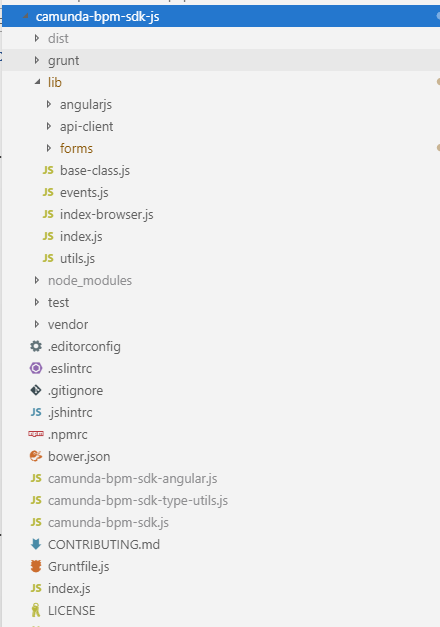 camunda-bpm-sdk-js
dist
grunt
lib
angularjs
api-client
forms
JS base-class.js
JS events.js
JS index-browser.js
JS index.js
JS utils.js
node_modules
test
vendor
.editorconfig
.eslintrc
.gitignore
JS .jshintrc
npm .npmrc
bower.json
JS camunda-bpm-sdk-angular.js
JS camunda-bpm-sdk-type-utils.js
JS camunda-bpm-sdk.js
CONTRIBUTING.md
Gruntfile.js
JS index.js
LICENSE